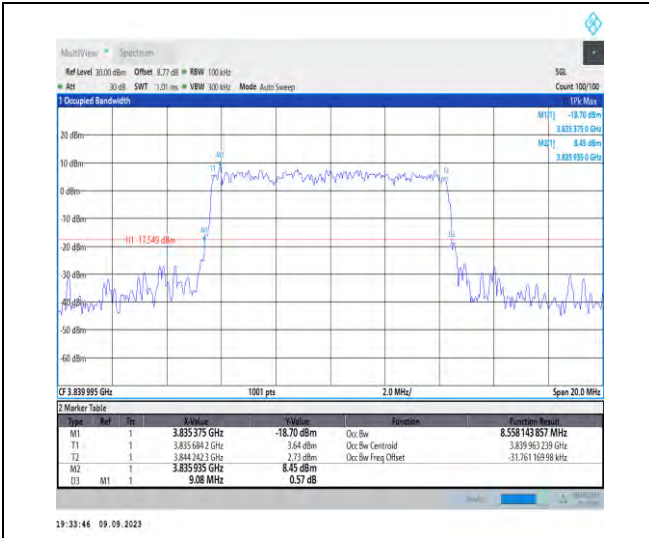 MultiView Spectrum
Ref Level 30.00 dBm Offset 8.77 dB RBW 100 kHz SGL
Att 30 dB SWT 1.01 ms VBW 300 kHz Mode Auto Sweep Count 100/100
1 Occupied Bandwidth 1Pk Max
M1[1] -18.70 dBm
3.835 375 0 GHz
M2[1] 8.45 dBm
3.835 935 0 GHz
20 dBm
10 dBm
M2
T1
T2
0 dBm
-10 dBm
M1
D3
H1 -17.549 dBm
-20 dBm
-30 dBm
-40 dBm
-50 dBm
-60 dBm
CF 3.839 995 GHz 1001 pts 2.0 MHz/ Span 20.0 MHz
2 Marker Table
Type Ref Trc X-Value Y-Value Function Function Result
M1 1 3.835 375 GHz -18.70 dBm Occ Bw 8.558 143 857 MHz
T1 1 3.835 684 2 GHz 3.64 dBm Occ Bw Centroid 3.839 963 239 GHz
T2 1 3.844 242 3 GHz 2.73 dBm Occ Bw Freq Offset -31.761 169 98 kHz
M2 1 3.835 935 GHz 8.45 dBm
D3 M1 1 9.08 MHz 0.57 dB
19:33:46 09.09.2023